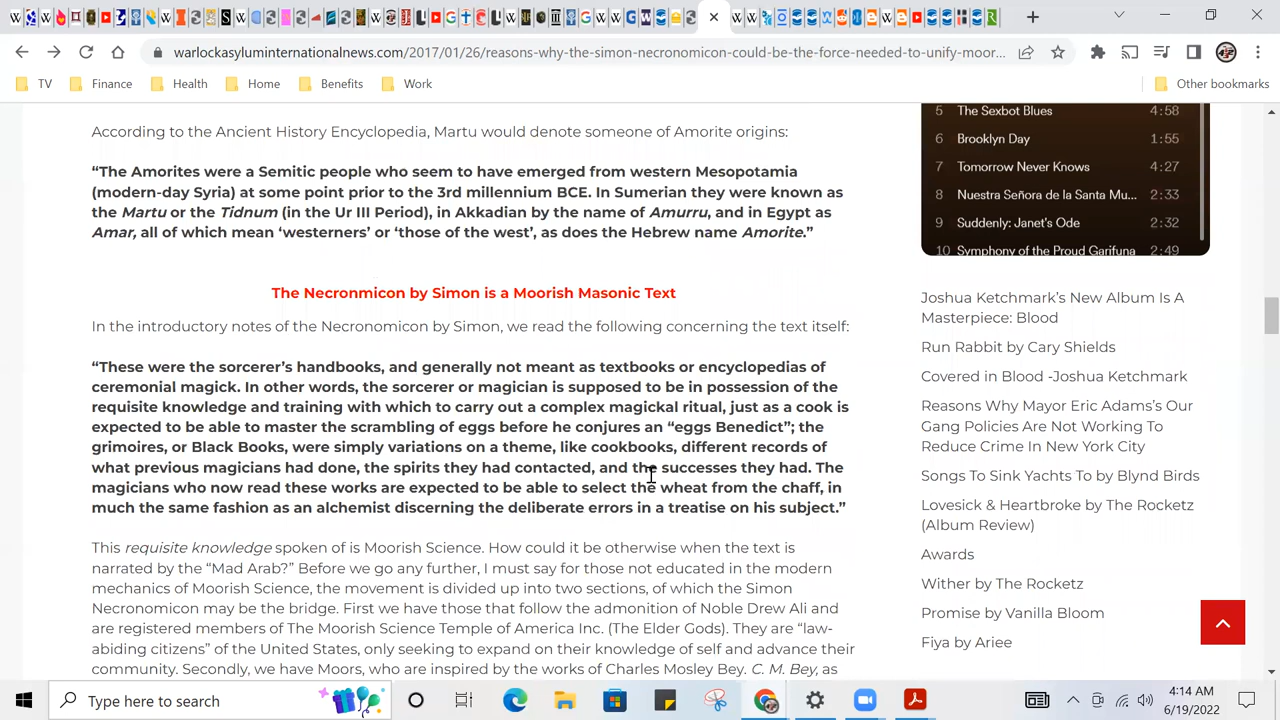 warlockasyluminternationalnews.com/2017/01/26/reasons-why-the-simon-necronomicon-could-be-the-force-needed-to-unify-moor...
TV
Finance
Health
Home
Benefits
Work
Other bookmarks
According to the Ancient History Encyclopedia, Martu would denote someone of Amorite origins:
“The Amorites were a Semitic people who seem to have emerged from western Mesopotamia
(modern-day Syria) at some point prior to the 3rd millennium BCE. In Sumerian they were known as
the Martu or the Tidnum (in the Ur III Period), in Akkadian by the name of Amurru, and in Egypt as
Amar, all of which mean ‘westerners’ or ‘those of the west’, as does the Hebrew name Amorite.”
The Necronmicon by Simon is a Moorish Masonic Text
In the introductory notes of the Necronomicon by Simon, we read the following concerning the text itself:
“These were the sorcerer’s handbooks, and generally not meant as textbooks or encyclopedias of
ceremonial magick. In other words, the sorcerer or magician is supposed to be in possession of the
requisite knowledge and training with which to carry out a complex magickal ritual, just as a cook is
expected to be able to master the scrambling of eggs before he conjures an “eggs Benedict”; the
grimoires, or Black Books, were simply variations on a theme, like cookbooks, different records of
what previous magicians had done, the spirits they had contacted, and the successes they had. The
magicians who now read these works are expected to be able to select the wheat from the chaff, in
much the same fashion as an alchemist discerning the deliberate errors in a treatise on his subject.”
This requisite knowledge spoken of is Moorish Science. How could it be otherwise when the text is
narrated by the “Mad Arab?” Before we go any further, I must say for those not educated in the modern
mechanics of Moorish Science, the movement is divided up into two sections, of which the Simon
Necronomicon may be the bridge. First we have those that follow the admonition of Noble Drew Ali and
are registered members of The Moorish Science Temple of America Inc. (The Elder Gods). They are “law-
abiding citizens” of the United States, only seeking to expand on their knowledge of self and advance their
community. Secondly, we have Moors, who are inspired by the works of Charles Mosley Bey. C. M. Bey, as
5 The Sexbot Blues 4:58
6 Brooklyn Day 1:55
7 Tomorrow Never Knows 4:27
8 Nuestra Señora de la Santa Mu... 2:33
9 Suddenly: Janet's Ode 2:32
10 Symphony of the Proud Garifuna 2:49
Joshua Ketchmark’s New Album Is A
Masterpiece: Blood
Run Rabbit by Cary Shields
Covered in Blood -Joshua Ketchmark
Reasons Why Mayor Eric Adams’s Our
Gang Policies Are Not Working To
Reduce Crime In New York City
Songs To Sink Yachts To by Blynd Birds
Lovesick & Heartbroke by The Rocketz
(Album Review)
Awards
Wither by The Rocketz
Promise by Vanilla Bloom
Fiya by Ariee
Type here to search
4:14 AM
6/19/2022